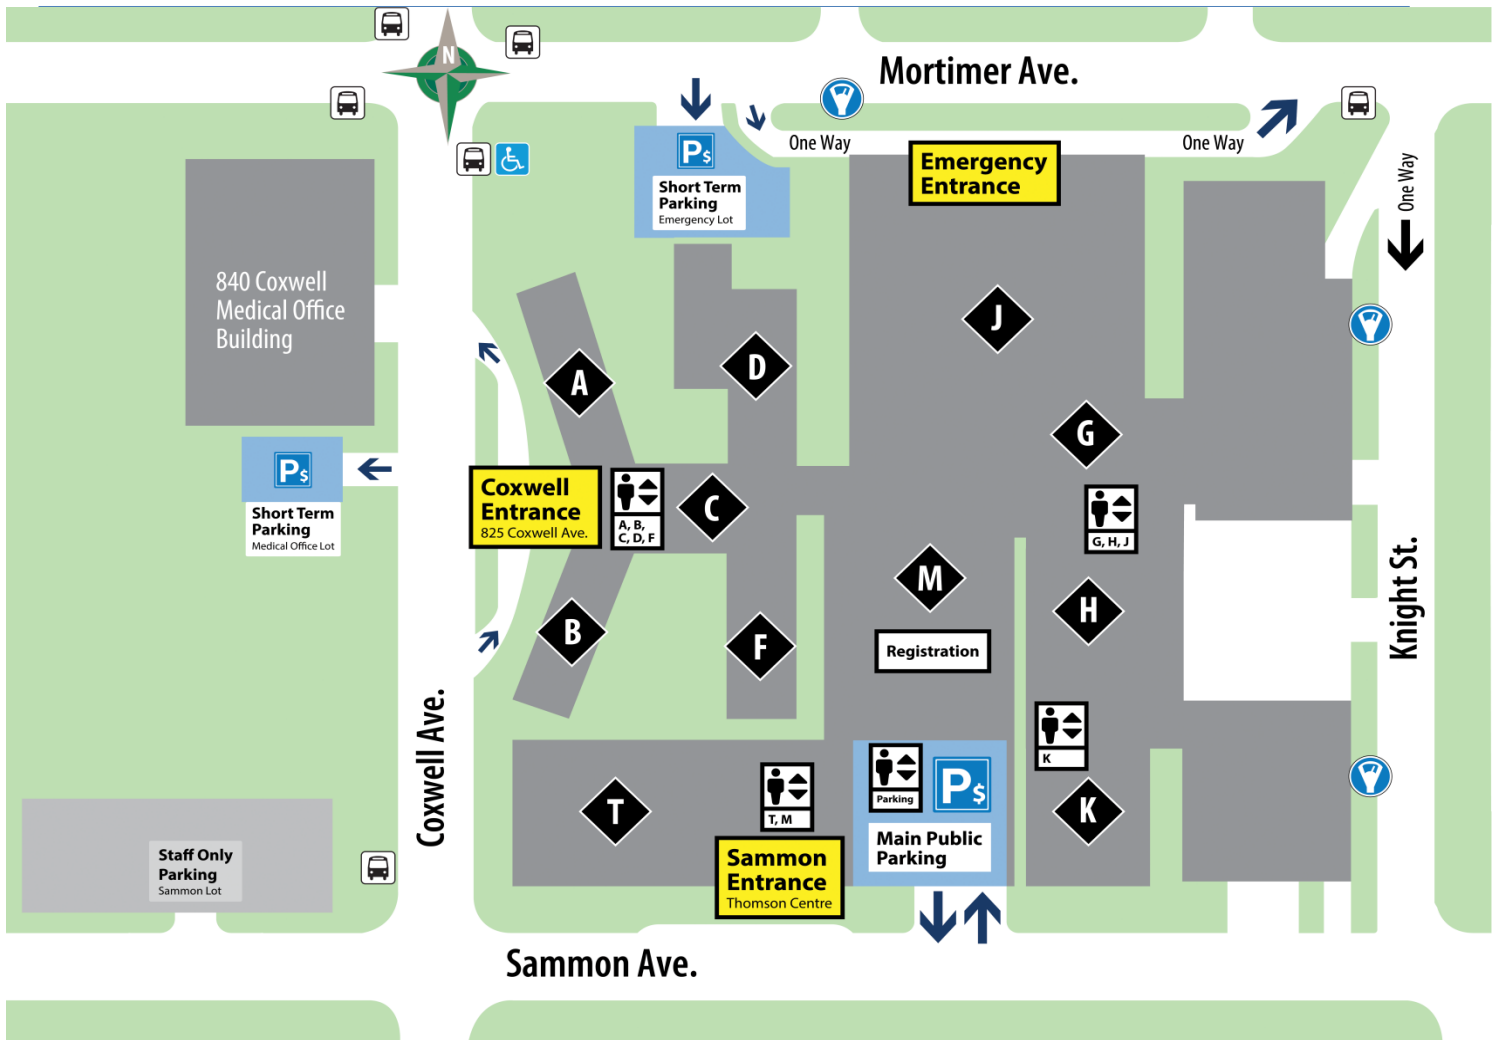 N
Mortimer Ave.
One Way
One Way
One Way
P$
Short Term
Parking
Emergency Lot
Emergency
Entrance
840 Coxwell
Medical Office
Building
J
D
A
G
P$
Short Term
Parking
Medical Office Lot
Coxwell
Entrance
825 Coxwell Ave.
A, B,
C, D, F
C
G, H, J
M
H
B
F
Registration
Knight St.
Coxwell Ave.
K
T
T, M
Parking
P$
K
Main Public
Parking
Sammon
Entrance
Thomson Centre
Staff Only
Parking
Sammon Lot
Sammon Ave.